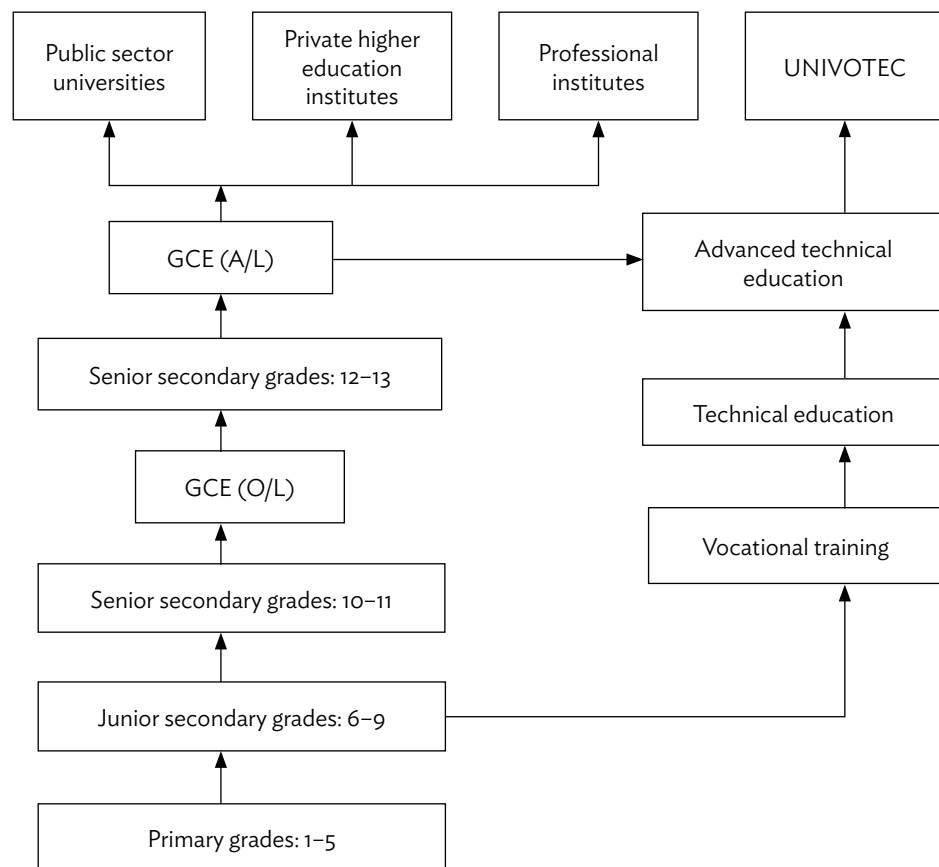 Public sector
universities
Private higher
education
institutes
Professional
institutes
UNIVOTEC
GCE (A/L)
Advanced technical
education
Senior secondary grades: 12–13
Technical education
GCE (O/L)
Vocational training
Senior secondary grades: 10–11
Junior secondary grades: 6–9
Primary grades: 1–5